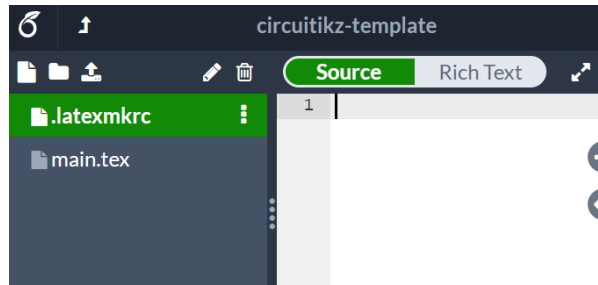 circuitikz-template
Source Rich Text
.latexmkrc
1
main.tex